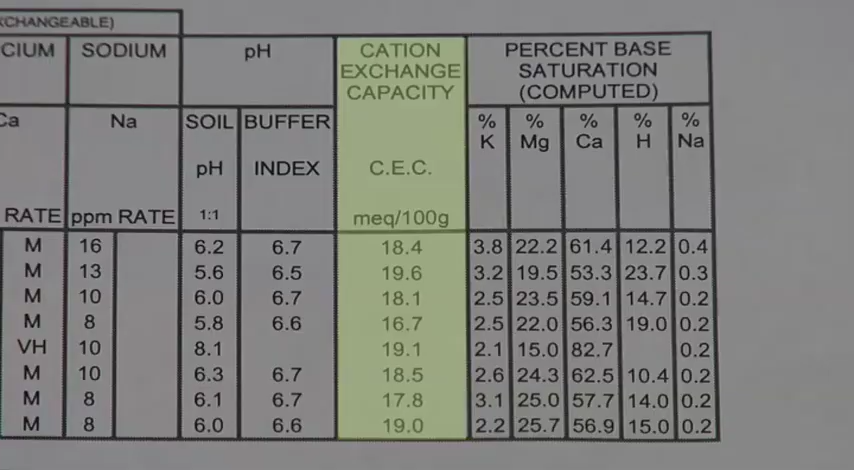 XCHANGEABLE)
CIUM SODIUM pH CATION EXCHANGE CAPACITY PERCENT BASE SATURATION (COMPUTED)
Ca Na SOIL pH 1:1 BUFFER INDEX C.E.C. meq/100g % K % Mg % Ca % H % Na
RATE ppm RATE
M 16 6.2 6.7 18.4 3.8 22.2 61.4 12.2 0.4
M 13 5.6 6.5 19.6 3.2 19.5 53.3 23.7 0.3
M 10 6.0 6.7 18.1 2.5 23.5 59.1 14.7 0.2
M 8 5.8 6.6 16.7 2.5 22.0 56.3 19.0 0.2
VH 10 8.1 19.1 2.1 15.0 82.7 0.2
M 10 6.3 6.7 18.5 2.6 24.3 62.5 10.4 0.2
M 8 6.1 6.7 17.8 3.1 25.0 57.7 14.0 0.2
M 8 6.0 6.6 19.0 2.2 25.7 56.9 15.0 0.2